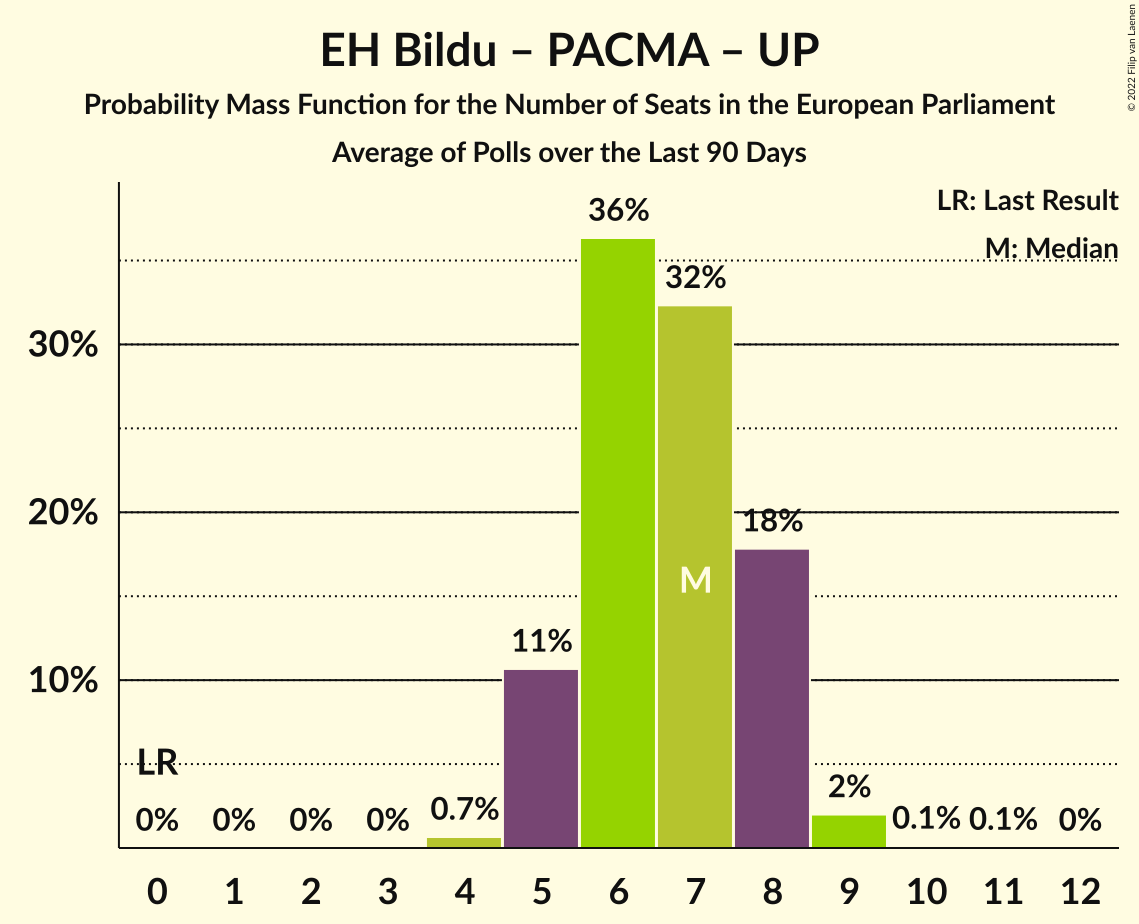 EH Bildu – PACMA – UP
Probability Mass Function for the Number of Seats in the European Parliament
Average of Polls over the Last 90 Days
© 2022 Filip van Laenen
LR: Last Result
M: Median
36%
32%
30%
20%
18%
M
11%
10%
LR
2%
0% 0% 0% 0% 0.7% 0.1% 0.1% 0%
0 1 2 3 4 5 6 7 8 9 10 11 12